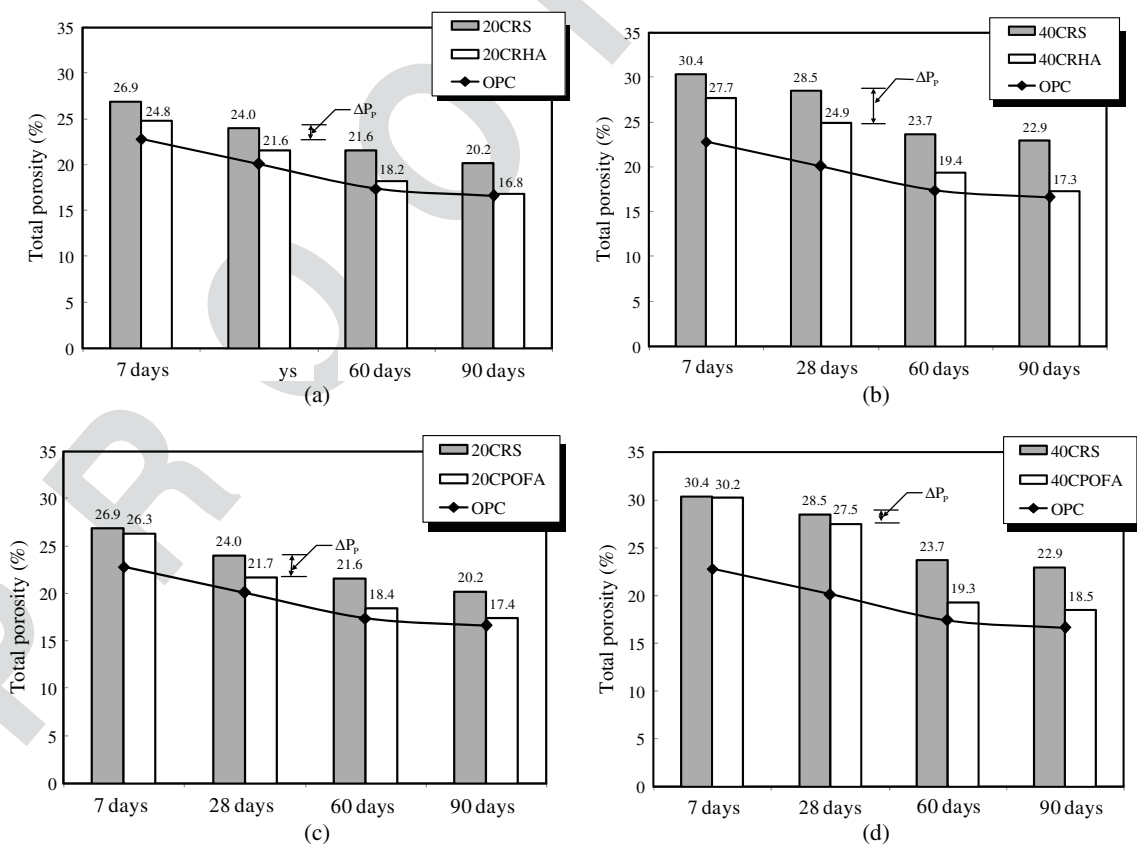 35
30
25
20
15
10
5
0
Total porosity (%)
20CRS
20CRHA
OPC
26.9
24.8
24.0
21.6
21.6
18.2
20.2
16.8
ΔP_P
7 days
ys
60 days
90 days
(a)
35
30
25
20
15
10
5
0
Total porosity (%)
40CRS
40CRHA
OPC
30.4
27.7
28.5
24.9
23.7
19.4
22.9
17.3
ΔP_P
7 days
28 days
60 days
90 days
(b)
35
30
25
20
15
10
5
0
Total porosity (%)
20CRS
20CPOFA
OPC
26.9
26.3
24.0
21.7
21.6
18.4
20.2
17.4
ΔP_P
7 days
28 days
60 days
90 days
(c)
35
30
25
20
15
10
5
0
Total porosity (%)
40CRS
40CPOFA
OPC
30.4
30.2
28.5
27.5
23.7
19.3
22.9
18.5
ΔP_P
7 days
28 days
60 days
90 days
(d)